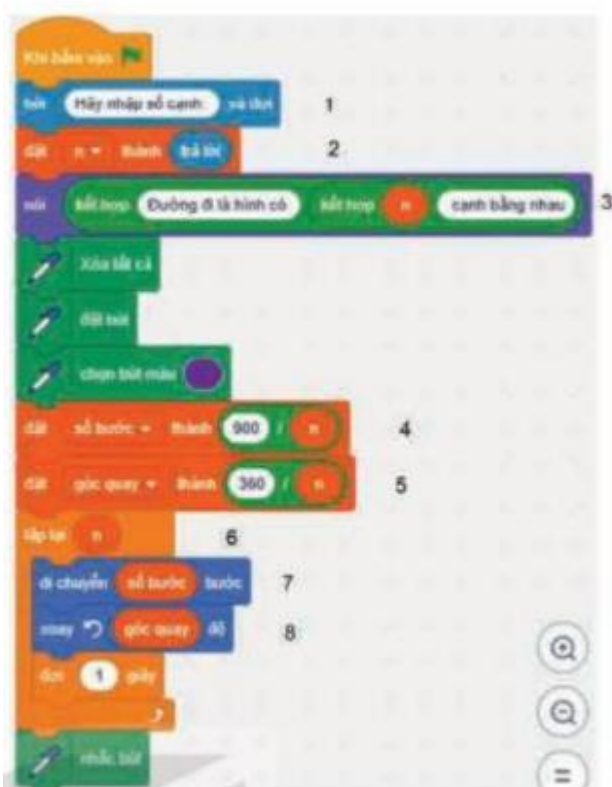 Khi bấm vào
hỏi Hãy nhập số cạnh: và đợi 1
đặt n thành trả lời 2
nói kết hợp Đường đi là hình có kết hợp n cạnh bằng nhau 3
Xóa tất cả
đặt bút
chọn bút màu
đặt số bước thành 900 / n 4
đặt góc quay thành 360 / n 5
lặp lại n 6
di chuyển số bước bước 7
xoay góc quay độ 8
đợi 1 giây
nhấc bút